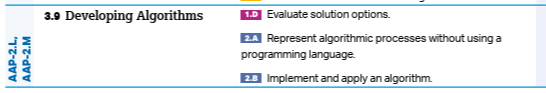 3.9 Developing Algorithms
1.D Evaluate solution options.
2.A Represent algorithmic processes without using a
programming language.
2.B Implement and apply an algorithm.
AAP-2.L,
AAP-2.M